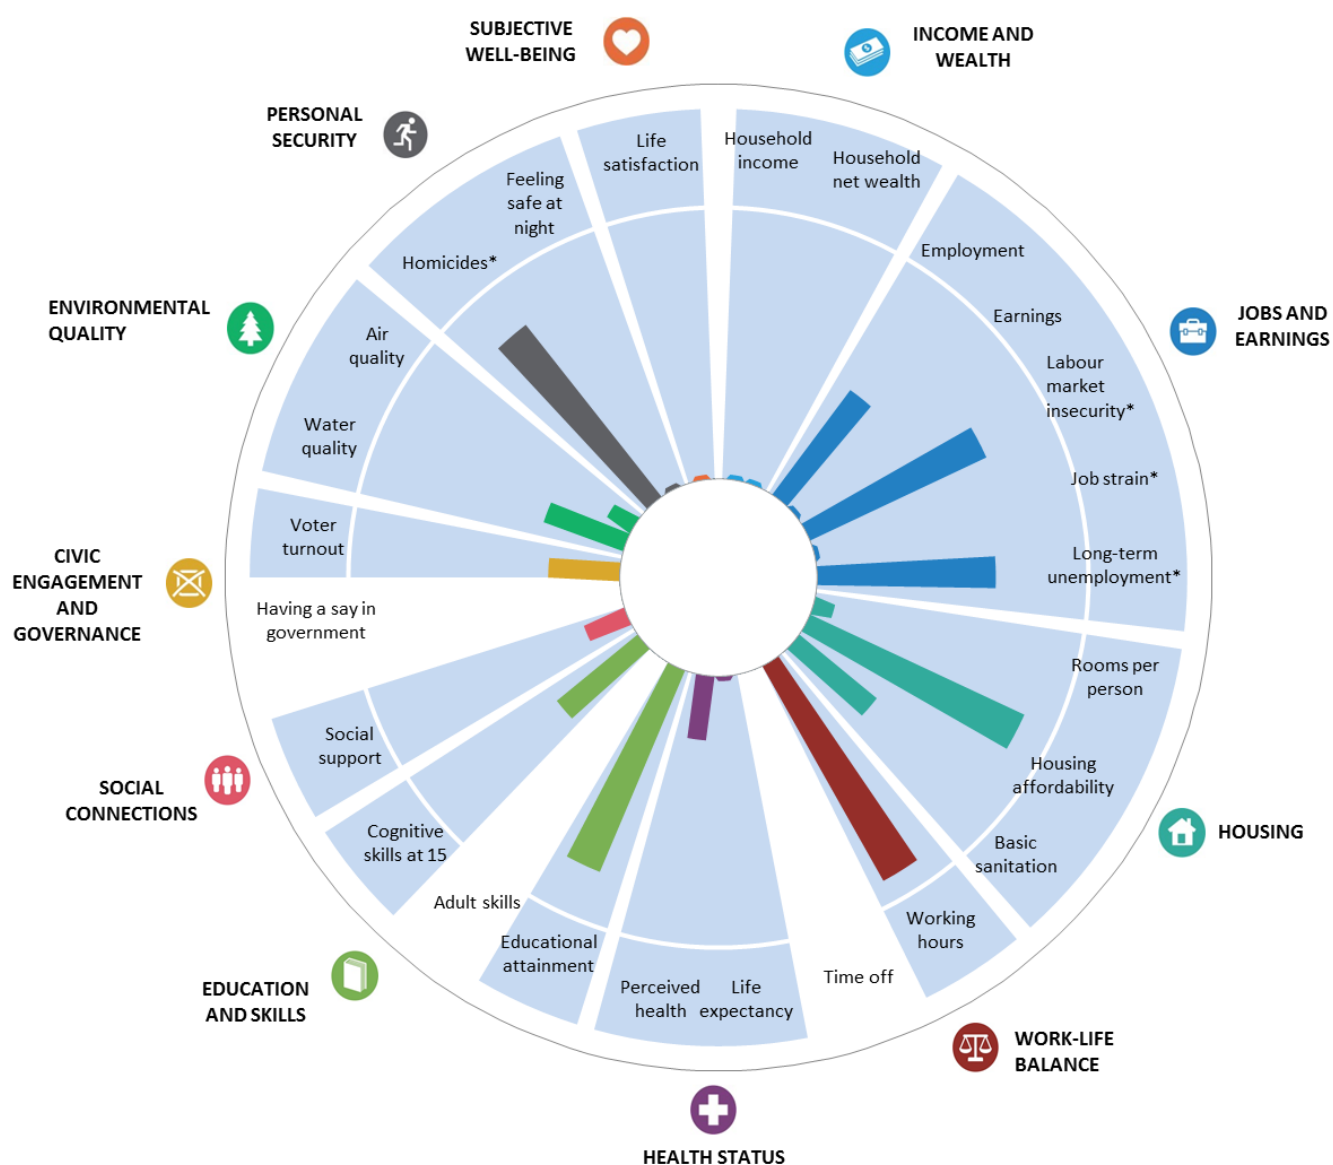 SUBJECTIVE
WELL-BEING
INCOME AND
WEALTH
PERSONAL
SECURITY
Life
satisfaction
Household
income
Household
net wealth
Feeling
safe at
night
Homicides*
Employment
ENVIRONMENTAL
QUALITY
Air
quality
Earnings
JOBS AND
EARNINGS
Labour
market
insecurity*
Water
quality
Job strain*
Voter
turnout
Long-term
unemployment*
CIVIC
ENGAGEMENT
AND
GOVERNANCE
Having a say in
government
Rooms per
person
Social
support
Housing
affordability
SOCIAL
CONNECTIONS
HOUSING
Cognitive
skills at 15
Basic
sanitation
Adult skills
Working
hours
Educational
attainment
Time off
Perceived
health
Life
expectancy
EDUCATION
AND SKILLS
WORK-LIFE
BALANCE
HEALTH STATUS